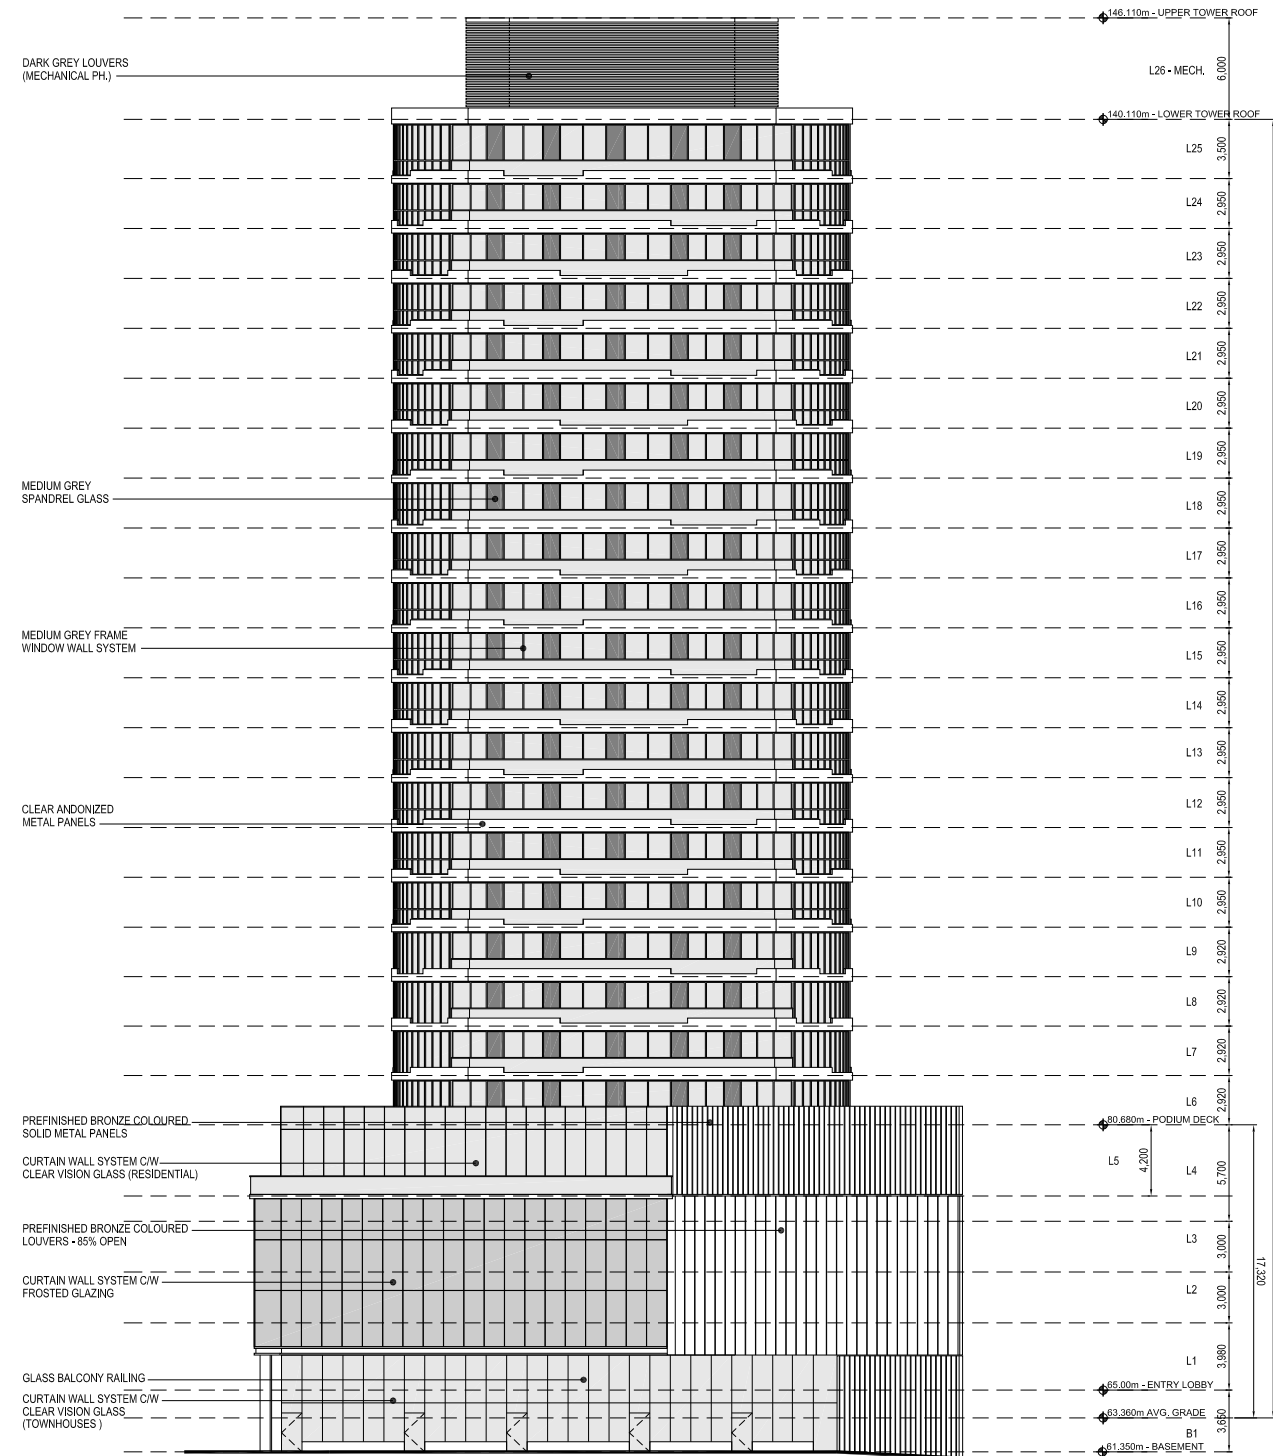 146.110m - UPPER TOWER ROOF
DARK GREY LOUVERS
(MECHANICAL PH.)
L26 - MECH.
6,000
140.110m - LOWER TOWER ROOF
L25
3,500
L24
2,950
L23
2,950
L22
2,950
L21
2,950
L20
2,950
L19
2,950
MEDIUM GREY
SPANDREL GLASS
L18
2,950
L17
2,950
L16
2,950
MEDIUM GREY FRAME
WINDOW WALL SYSTEM
L15
2,950
L14
2,950
L13
2,950
CLEAR ANDONIZED
METAL PANELS
L12
2,950
L11
2,950
L10
2,950
L9
2,920
L8
2,920
L7
2,920
L6
2,920
PREFINISHED BRONZE COLOURED
SOLID METAL PANELS
80.680m - PODIUM DECK
CURTAIN WALL SYSTEM C/W
CLEAR VISION GLASS (RESIDENTIAL)
L5
4,200
L4
5,700
PREFINISHED BRONZE COLOURED
LOUVERS - 85% OPEN
L3
3,000
CURTAIN WALL SYSTEM C/W
FROSTED GLAZING
L2
3,000
17,320
L1
3,980
GLASS BALCONY RAILING
65.00m - ENTRY LOBBY
CURTAIN WALL SYSTEM C/W
CLEAR VISION GLASS
(TOWNHOUSES )
63.360m AVG. GRADE
B1
3,650
61.350m - BASEMENT